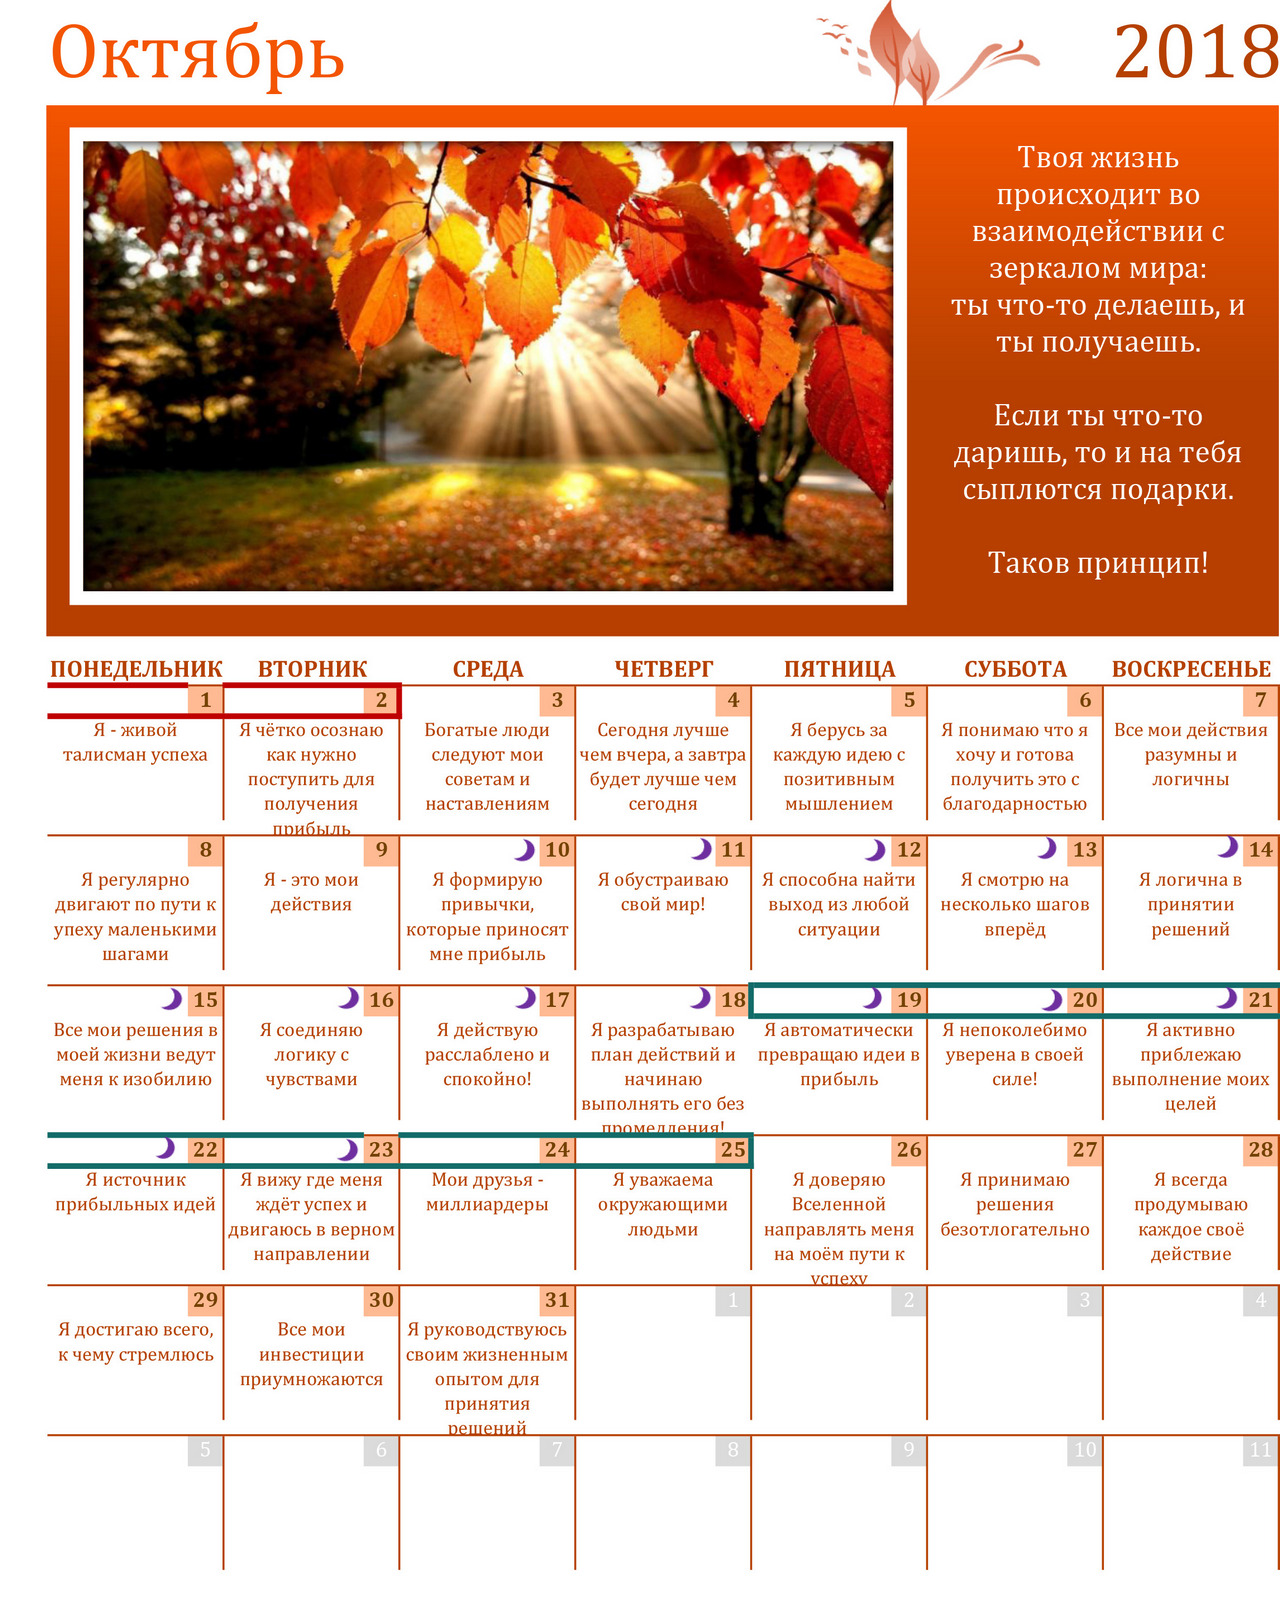 Октябрь
2018
Твоя жизнь
происходит во
взаимодействии с
зеркалом мира:
ты что-то делаешь, и
ты получаешь.
Если ты что-то
даришь, то и на тебя
сыплются подарки.
Таков принцип!
ПОНЕДЕЛЬНИК ВТОРНИК СРЕДА ЧЕТВЕРГ ПЯТНИЦА СУББОТА ВОСКРЕСЕНЬЕ
1
Я - живой
талисман успеха
2
Я чётко осознаю
как нужно
поступить для
получения
прибыль
3
Богатые люди
следуют мои
советам и
наставлениям
4
Сегодня лучше
чем вчера, а завтра
будет лучше чем
сегодня
5
Я берусь за
каждую идею с
позитивным
мышлением
6
Я понимаю что я
хочу и готова
получить это с
благодарностью
7
Все мои действия
разумны и
логичны
8
Я регулярно
двигают по пути к
упеху маленькими
шагами
9
Я - это мои
действия
10
Я формирую
привычки,
которые приносят
мне прибыль
11
Я обустраиваю
свой мир!
12
Я способна найти
выход из любой
ситуации
13
Я смотрю на
несколько шагов
вперёд
14
Я логична в
принятии
решений
15
Все мои решения в
моей жизни ведут
меня к изобилию
16
Я соединяю
логику с
чувствами
17
Я действую
расслаблено и
спокойно!
18
Я разрабатываю
план действий и
начинаю
выполнять его без
промедления!
19
Я автоматически
превращаю идеи в
прибыль
20
Я непоколебимо
уверена в своей
силе!
21
Я активно
приблежаю
выполнение моих
целей
22
Я источник
прибыльных идей
23
Я вижу где меня
ждёт успех и
двигаюсь в верном
направлении
24
Мои друзья -
миллиардеры
25
Я уважаема
окружающими
людьми
26
Я доверяю
Вселенной
направлять меня
на моём пути к
успеху
27
Я принимаю
решения
безотлогательно
28
Я всегда
продумываю
каждое своё
действие
29
Я достигаю всего,
к чему стремлюсь
30
Все мои
инвестиции
приумножаются
31
Я руководствуюсь
своим жизненным
опытом для
принятия
решений
1
2
3
4
5
6
7
8
9
10
11